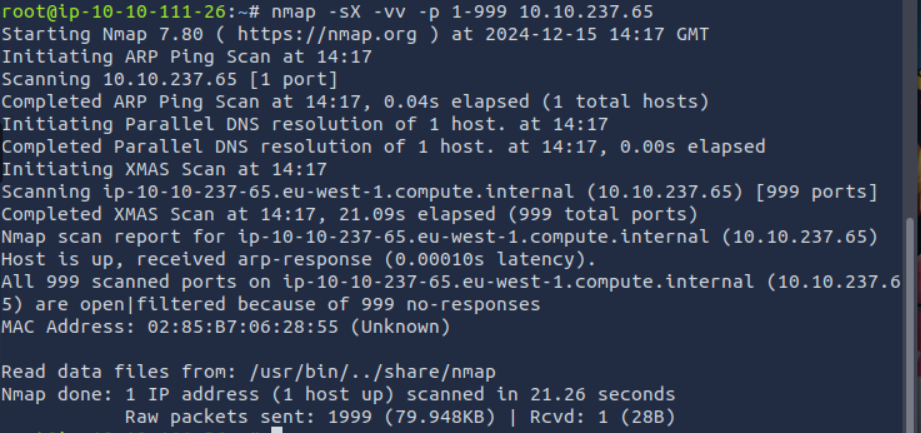 root@ip-10-10-111-26:~# nmap -sX -vv -p 1-999 10.10.237.65
Starting Nmap 7.80 ( https://nmap.org ) at 2024-12-15 14:17 GMT
Initiating ARP Ping Scan at 14:17
Scanning 10.10.237.65 [1 port]
Completed ARP Ping Scan at 14:17, 0.04s elapsed (1 total hosts)
Initiating Parallel DNS resolution of 1 host. at 14:17
Completed Parallel DNS resolution of 1 host. at 14:17, 0.00s elapsed
Initiating XMAS Scan at 14:17
Scanning ip-10-10-237-65.eu-west-1.compute.internal (10.10.237.65) [999 ports]
Completed XMAS Scan at 14:17, 21.09s elapsed (999 total ports)
Nmap scan report for ip-10-10-237-65.eu-west-1.compute.internal (10.10.237.65)
Host is up, received arp-response (0.00010s latency).
All 999 scanned ports on ip-10-10-237-65.eu-west-1.compute.internal (10.10.237.6
5) are open|filtered because of 999 no-responses
MAC Address: 02:85:B7:06:28:55 (Unknown)
Read data files from: /usr/bin/../share/nmap
Nmap done: 1 IP address (1 host up) scanned in 21.26 seconds
Raw packets sent: 1999 (79.948KB) | Rcvd: 1 (28B)